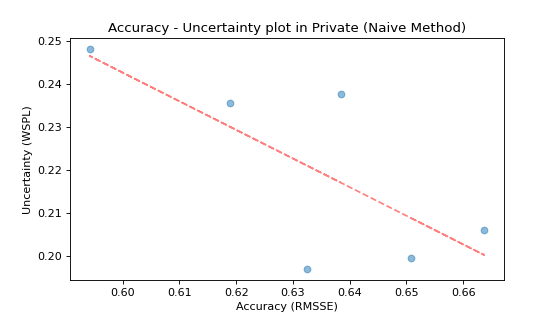 Accuracy - Uncertainty plot in Private (Naive Method)
0.25
0.24
0.23
0.22
0.21
0.20
Uncertainty (WSPL)
0.60 0.61 0.62 0.63 0.64 0.65 0.66
Accuracy (RMSSE)